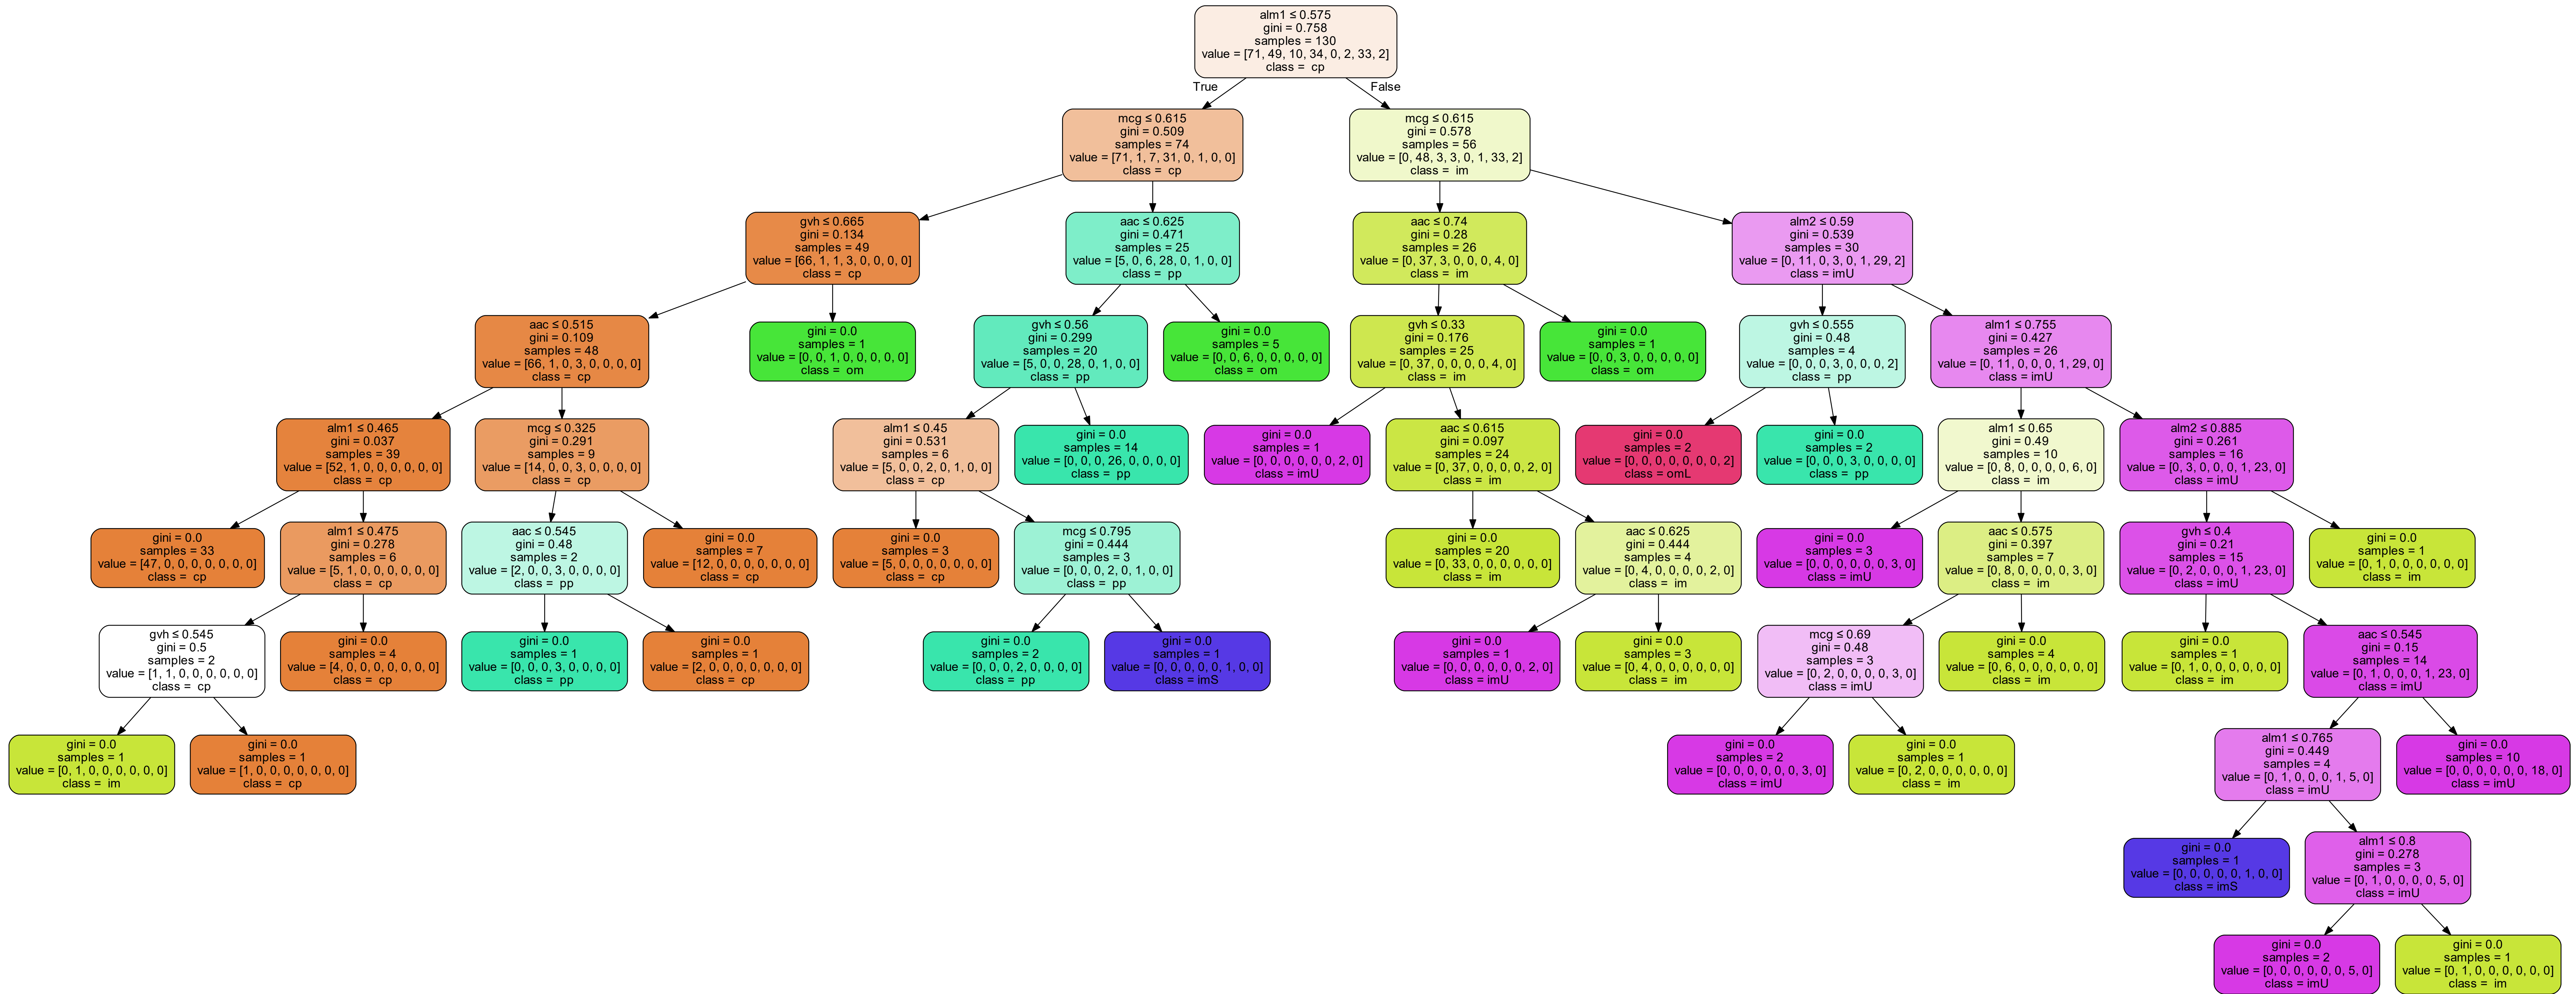 alm1 ≤ 0.575
gini = 0.758
samples = 130
value = [71, 49, 10, 34, 0, 2, 33, 2]
class =  cp
True
False
mcg ≤ 0.615
gini = 0.509
samples = 74
value = [71, 1, 7, 31, 0, 1, 0, 0]
class =  cp
mcg ≤ 0.615
gini = 0.578
samples = 56
value = [0, 48, 3, 3, 0, 1, 33, 2]
class =  im
gvh ≤ 0.665
gini = 0.134
samples = 49
value = [66, 1, 1, 3, 0, 0, 0, 0]
class =  cp
aac ≤ 0.625
gini = 0.471
samples = 25
value = [5, 0, 6, 28, 0, 1, 0, 0]
class =  pp
aac ≤ 0.74
gini = 0.28
samples = 26
value = [0, 37, 3, 0, 0, 0, 4, 0]
class =  im
alm2 ≤ 0.59
gini = 0.539
samples = 30
value = [0, 11, 0, 3, 0, 1, 29, 2]
class = imU
aac ≤ 0.515
gini = 0.109
samples = 48
value = [66, 1, 0, 3, 0, 0, 0, 0]
class =  cp
gini = 0.0
samples = 1
value = [0, 0, 1, 0, 0, 0, 0, 0]
class =  om
gvh ≤ 0.56
gini = 0.299
samples = 20
value = [5, 0, 0, 28, 0, 1, 0, 0]
class =  pp
gini = 0.0
samples = 5
value = [0, 0, 6, 0, 0, 0, 0, 0]
class =  om
gvh ≤ 0.33
gini = 0.176
samples = 25
value = [0, 37, 0, 0, 0, 0, 4, 0]
class =  im
gini = 0.0
samples = 1
value = [0, 0, 3, 0, 0, 0, 0, 0]
class =  om
gvh ≤ 0.555
gini = 0.48
samples = 4
value = [0, 0, 0, 3, 0, 0, 0, 2]
class =  pp
alm1 ≤ 0.755
gini = 0.427
samples = 26
value = [0, 11, 0, 0, 0, 1, 29, 0]
class = imU
alm1 ≤ 0.465
gini = 0.037
samples = 39
value = [52, 1, 0, 0, 0, 0, 0, 0]
class =  cp
mcg ≤ 0.325
gini = 0.291
samples = 9
value = [14, 0, 0, 3, 0, 0, 0, 0]
class =  cp
alm1 ≤ 0.45
gini = 0.531
samples = 6
value = [5, 0, 0, 2, 0, 1, 0, 0]
class =  cp
gini = 0.0
samples = 14
value = [0, 0, 0, 26, 0, 0, 0, 0]
class =  pp
gini = 0.0
samples = 1
value = [0, 0, 0, 0, 0, 0, 2, 0]
class = imU
aac ≤ 0.615
gini = 0.097
samples = 24
value = [0, 37, 0, 0, 0, 0, 2, 0]
class =  im
gini = 0.0
samples = 2
value = [0, 0, 0, 0, 0, 0, 0, 2]
class = omL
gini = 0.0
samples = 2
value = [0, 0, 0, 3, 0, 0, 0, 0]
class =  pp
alm1 ≤ 0.65
gini = 0.49
samples = 10
value = [0, 8, 0, 0, 0, 0, 6, 0]
class =  im
alm2 ≤ 0.885
gini = 0.261
samples = 16
value = [0, 3, 0, 0, 0, 1, 23, 0]
class = imU
gini = 0.0
samples = 33
value = [47, 0, 0, 0, 0, 0, 0, 0]
class =  cp
alm1 ≤ 0.475
gini = 0.278
samples = 6
value = [5, 1, 0, 0, 0, 0, 0, 0]
class =  cp
aac ≤ 0.545
gini = 0.48
samples = 2
value = [2, 0, 0, 3, 0, 0, 0, 0]
class =  pp
gini = 0.0
samples = 7
value = [12, 0, 0, 0, 0, 0, 0, 0]
class =  cp
gini = 0.0
samples = 3
value = [5, 0, 0, 0, 0, 0, 0, 0]
class =  cp
mcg ≤ 0.795
gini = 0.444
samples = 3
value = [0, 0, 0, 2, 0, 1, 0, 0]
class =  pp
gini = 0.0
samples = 20
value = [0, 33, 0, 0, 0, 0, 0, 0]
class =  im
aac ≤ 0.625
gini = 0.444
samples = 4
value = [0, 4, 0, 0, 0, 0, 2, 0]
class =  im
gini = 0.0
samples = 3
value = [0, 0, 0, 0, 0, 0, 3, 0]
class = imU
aac ≤ 0.575
gini = 0.397
samples = 7
value = [0, 8, 0, 0, 0, 0, 3, 0]
class =  im
gvh ≤ 0.4
gini = 0.21
samples = 15
value = [0, 2, 0, 0, 0, 1, 23, 0]
class = imU
gini = 0.0
samples = 1
value = [0, 1, 0, 0, 0, 0, 0, 0]
class =  im
gvh ≤ 0.545
gini = 0.5
samples = 2
value = [1, 1, 0, 0, 0, 0, 0, 0]
class =  cp
gini = 0.0
samples = 4
value = [4, 0, 0, 0, 0, 0, 0, 0]
class =  cp
gini = 0.0
samples = 1
value = [0, 0, 0, 3, 0, 0, 0, 0]
class =  pp
gini = 0.0
samples = 1
value = [2, 0, 0, 0, 0, 0, 0, 0]
class =  cp
gini = 0.0
samples = 2
value = [0, 0, 0, 2, 0, 0, 0, 0]
class =  pp
gini = 0.0
samples = 1
value = [0, 0, 0, 0, 0, 1, 0, 0]
class = imS
gini = 0.0
samples = 1
value = [0, 0, 0, 0, 0, 0, 2, 0]
class = imU
gini = 0.0
samples = 3
value = [0, 4, 0, 0, 0, 0, 0, 0]
class =  im
mcg ≤ 0.69
gini = 0.48
samples = 3
value = [0, 2, 0, 0, 0, 0, 3, 0]
class = imU
gini = 0.0
samples = 4
value = [0, 6, 0, 0, 0, 0, 0, 0]
class =  im
gini = 0.0
samples = 1
value = [0, 1, 0, 0, 0, 0, 0, 0]
class =  im
aac ≤ 0.545
gini = 0.15
samples = 14
value = [0, 1, 0, 0, 0, 1, 23, 0]
class = imU
gini = 0.0
samples = 1
value = [0, 1, 0, 0, 0, 0, 0, 0]
class =  im
gini = 0.0
samples = 1
value = [1, 0, 0, 0, 0, 0, 0, 0]
class =  cp
gini = 0.0
samples = 2
value = [0, 0, 0, 0, 0, 0, 3, 0]
class = imU
gini = 0.0
samples = 1
value = [0, 2, 0, 0, 0, 0, 0, 0]
class =  im
alm1 ≤ 0.765
gini = 0.449
samples = 4
value = [0, 1, 0, 0, 0, 1, 5, 0]
class = imU
gini = 0.0
samples = 10
value = [0, 0, 0, 0, 0, 0, 18, 0]
class = imU
gini = 0.0
samples = 1
value = [0, 0, 0, 0, 0, 1, 0, 0]
class = imS
alm1 ≤ 0.8
gini = 0.278
samples = 3
value = [0, 1, 0, 0, 0, 0, 5, 0]
class = imU
gini = 0.0
samples = 2
value = [0, 0, 0, 0, 0, 0, 5, 0]
class = imU
gini = 0.0
samples = 1
value = [0, 1, 0, 0, 0, 0, 0, 0]
class =  im